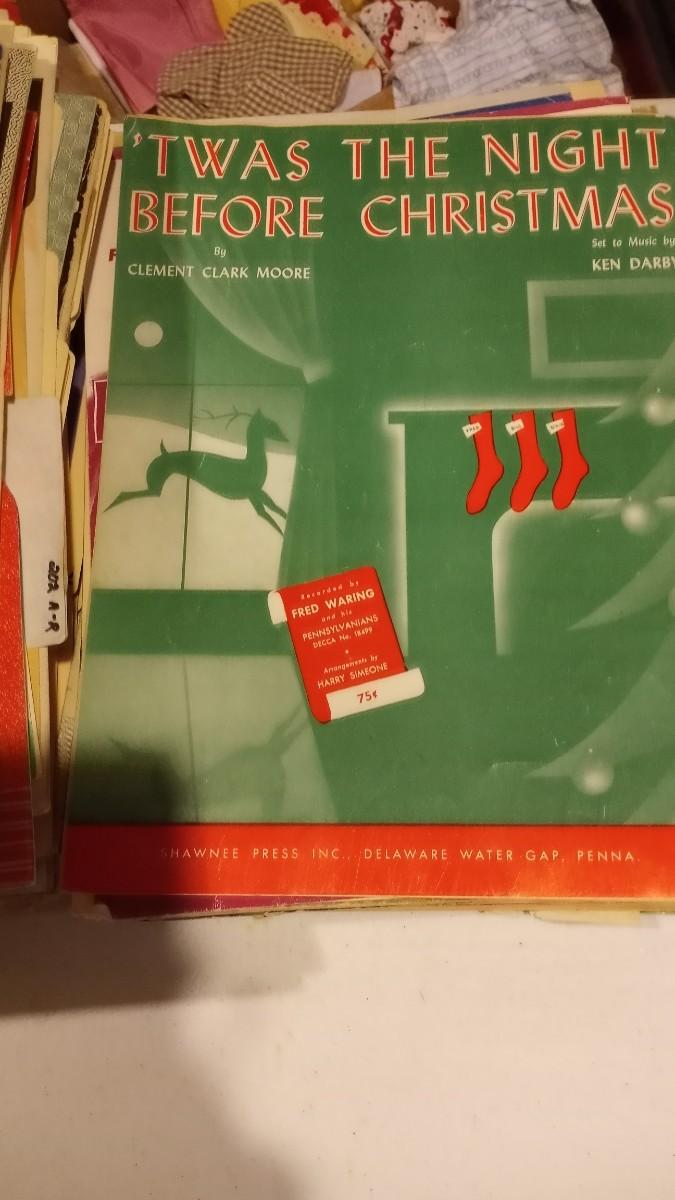 'TWAS THE NIGHT
BEFORE CHRISTMAS
By
CLEMENT CLARK MOORE
Set to Music by
KEN DARBY
Recorded by
FRED WARING
and his
PENNSYLVANIANS
DECCA No. 18499
Arrangements by
HARRY SIMEONE
75¢
SHAWNEE PRESS INC., DELAWARE WATER GAP, PENNA.